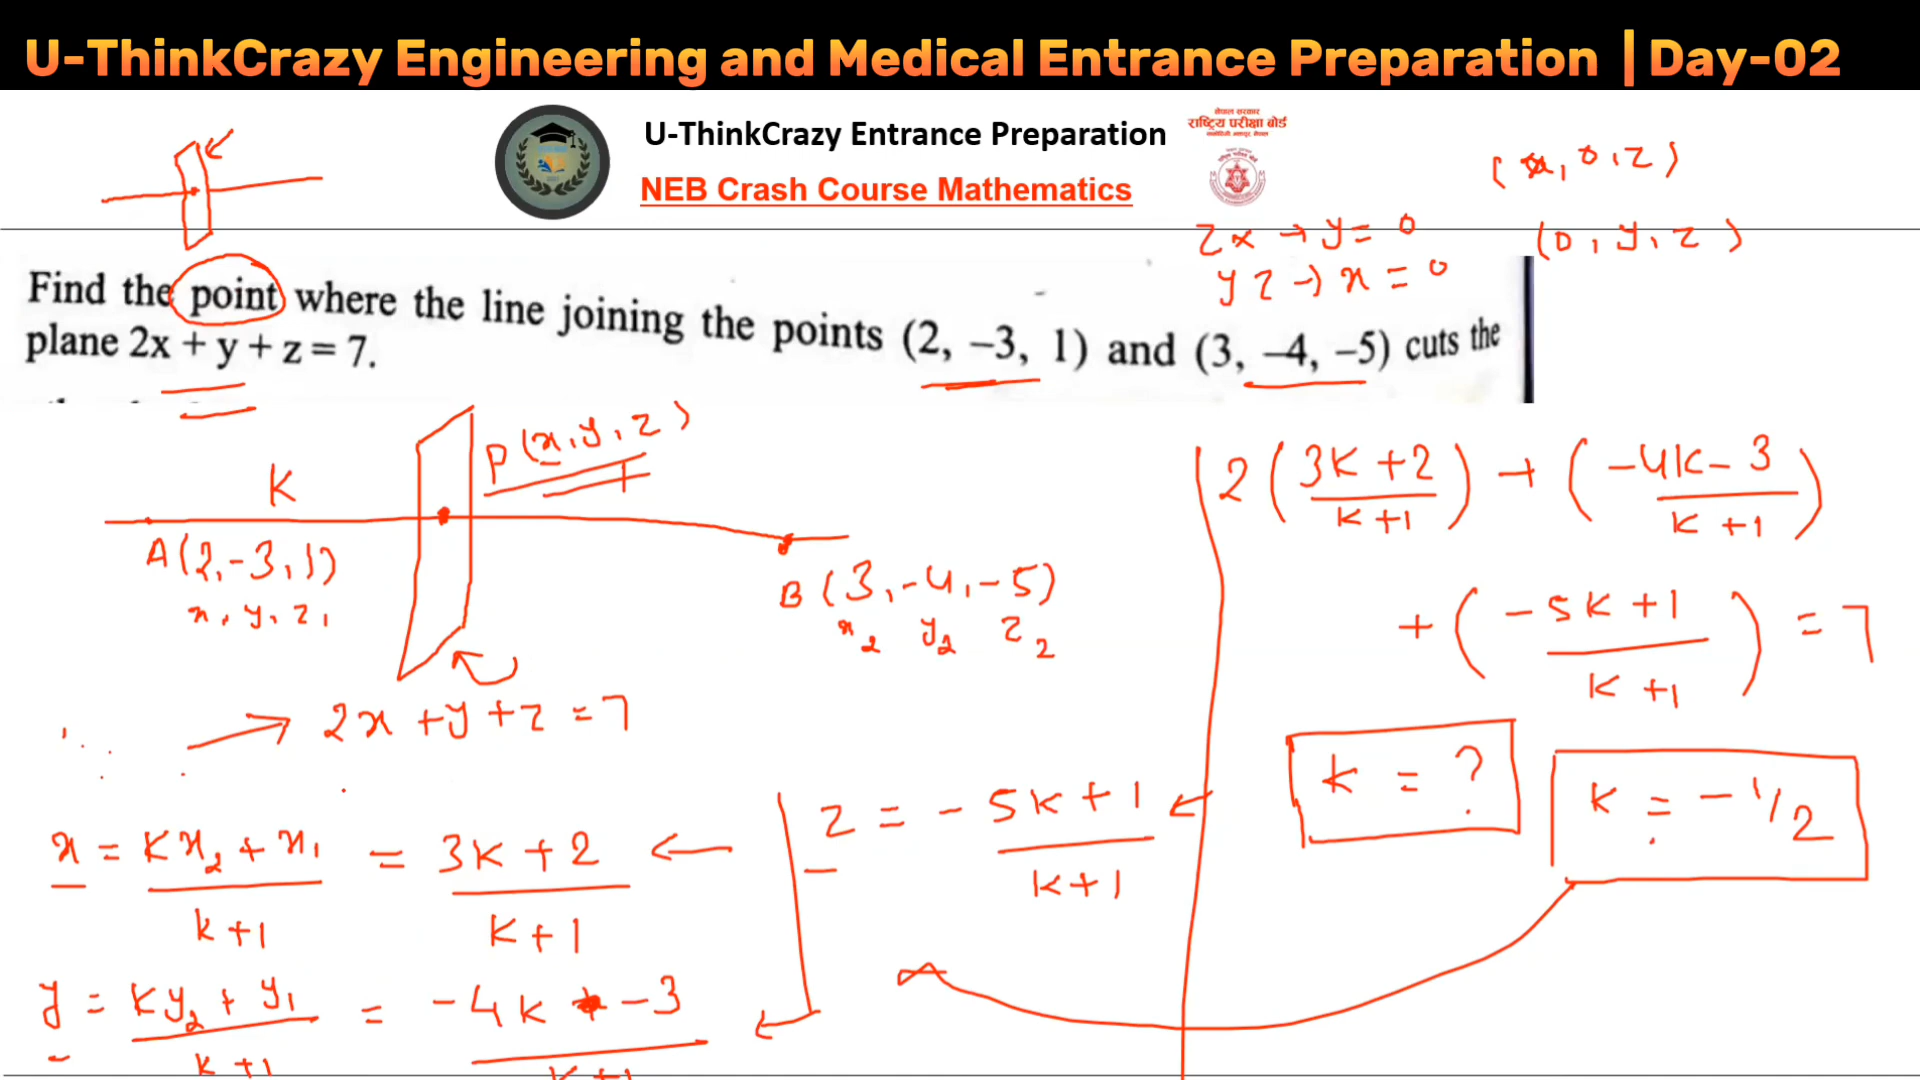 U-ThinkCrazy Engineering and Medical Entrance Preparation | Day-02
U-ThinkCrazy Entrance Preparation
NEB Crash Course Mathematics
नेपाल सरकार
राष्ट्रिय परीक्षा बोर्ड
(x, 0, z)
zx → y = 0
(0, y, z)
yz → x = 0
Find the point where the line joining the points (2, −3, 1) and (3, −4, −5) cuts the
plane 2x + y + z = 7.
P(x, y, z)
K
A(2, -3, 1)
x₁ y₁ z₁
B(3, -4, -5)
x₂ y₂ z₂
→ 2x + y + z = 7
x = Kx₂ + x₁ / k+1 = 3k + 2 / K + 1 ←
y = Ky₂ + y₁ / k+1 = -4k -3 / k+1
z = -5k + 1 / k+1 ←
2(3k+2 / k+1) + (-4k-3 / k+1)
+ (-5k+1 / k+1) = 7
k = ?
k = -1/2